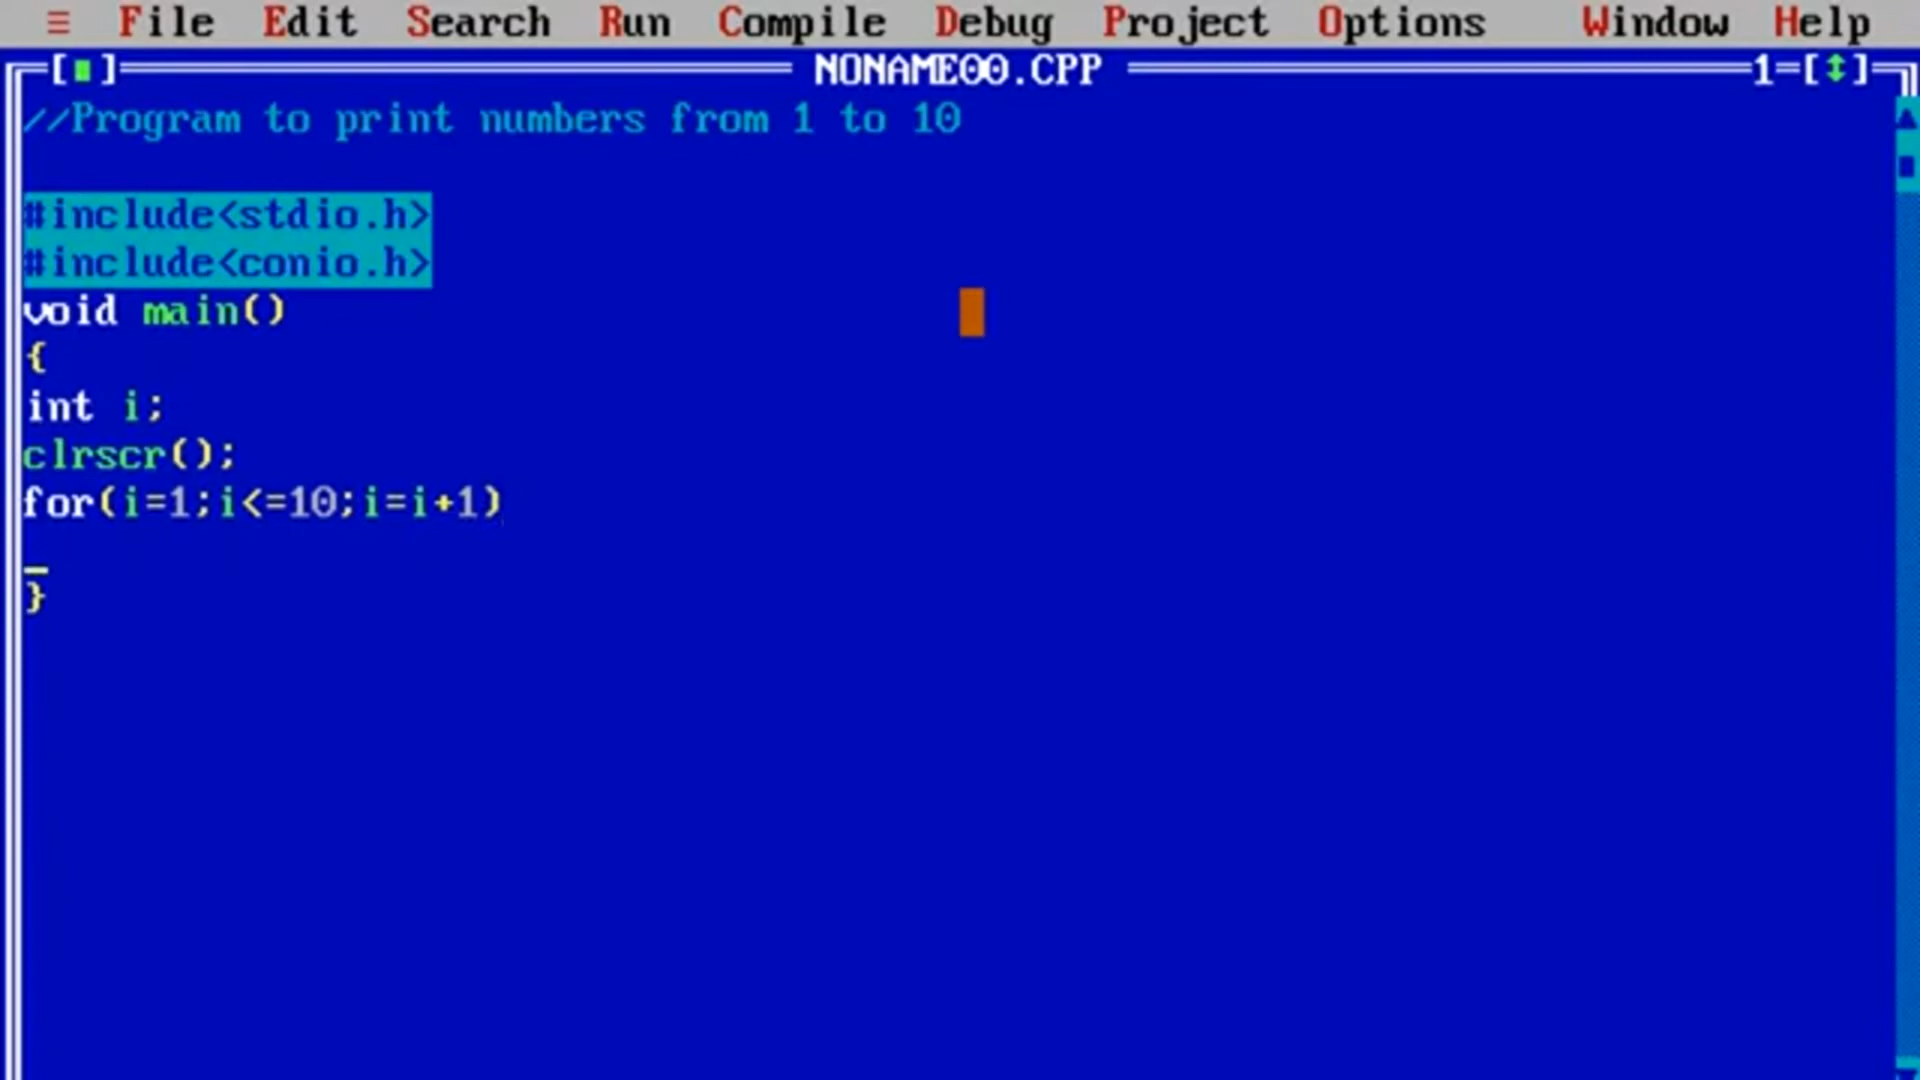 ≡ File Edit Search Run Compile Debug Project Options Window Help
[■] NONAME00.CPP 1=[↕]
//Program to print numbers from 1 to 10
#include<stdio.h>
#include<conio.h>
void main()
{
int i;
clrscr();
for(i=1;i<=10;i=i+1)
}